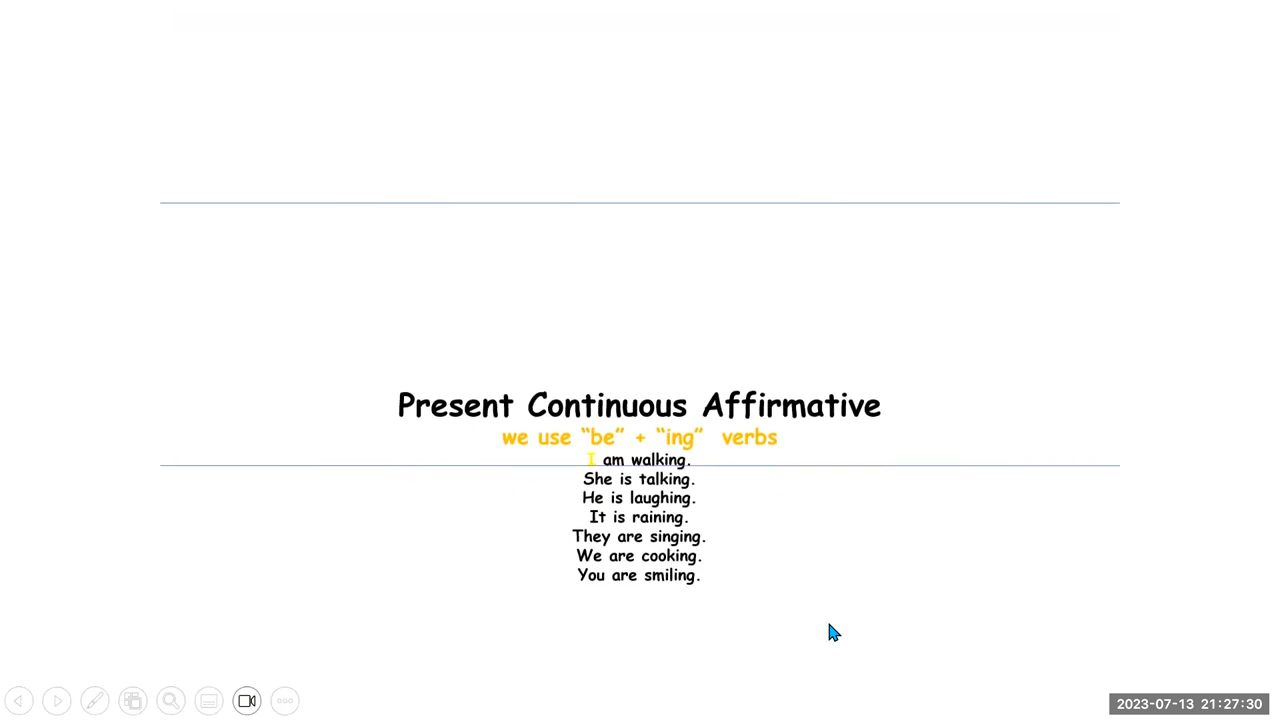 Present Continuous Affirmative
we use “be” + “ing” verbs
I am walking.
She is talking.
He is laughing.
It is raining.
They are singing.
We are cooking.
You are smiling.
2023-07-13 21:27:30